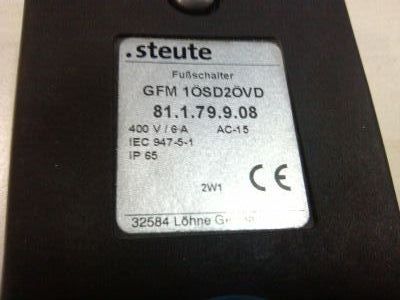 .steute
Fußschalter
GFM 1ÖSD2ÖVD
81.1.79.9.08
400 V / 6 A AC-15
IEC 947-5-1
IP 65
2W1 CE
32584 Löhne